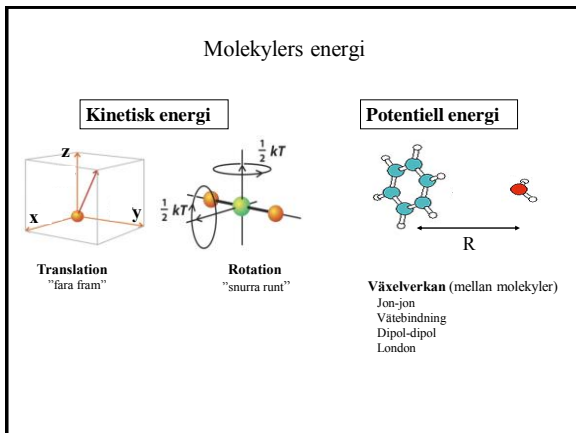 Molekylers energi
Kinetisk energi
Potentiell energi
z
x
y
½ kT
½ kT
R
Translation
”fara fram”
Rotation
”snurra runt”
Växelverkan (mellan molekyler)
Jon-jon
Vätebindning
Dipol-dipol
London